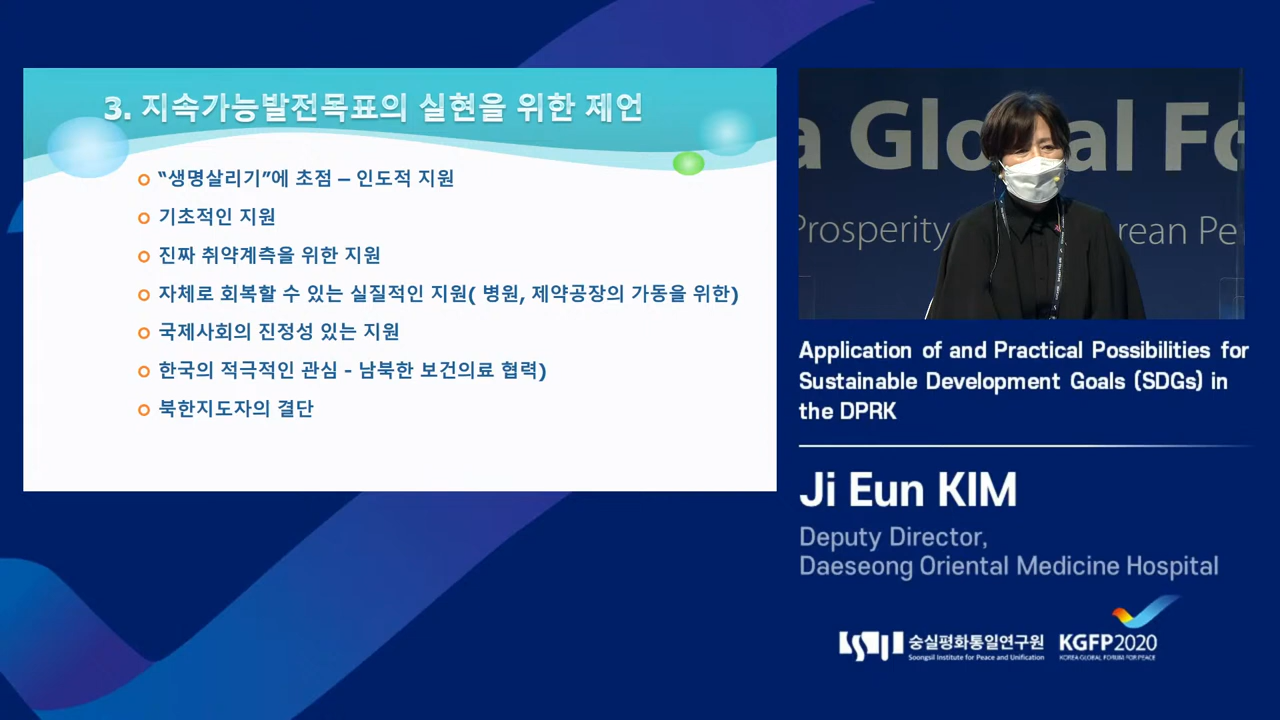 3. 지속가능발전목표의 실현을 위한 제언
“생명살리기”에 초점 – 인도적 지원
기초적인 지원
진짜 취약계측을 위한 지원
자체로 회복할 수 있는 실질적인 지원( 병원, 제약공장의 가동을 위한)
국제사회의 진정성 있는 지원
한국의 적극적인 관심 - 남북한 보건의료 협력)
북한지도자의 결단
a Global Fo
Prosperity
rean Pe
Application of and Practical Possibilities for
Sustainable Development Goals (SDGs) in
the DPRK
Ji Eun KIM
Deputy Director,
Daeseong Oriental Medicine Hospital
숭실평화통일연구원
Soongsil Institute for Peace and Unification
KGFP2020
KOREA GLOBAL FORUM FOR PEACE